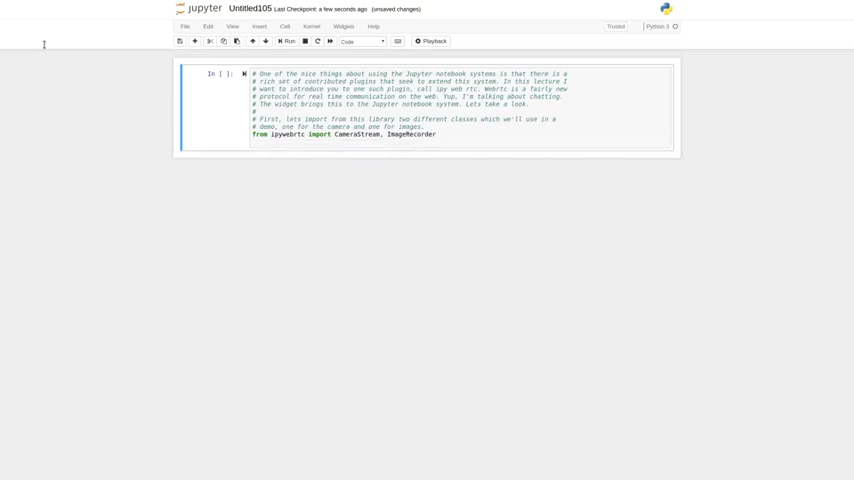 jupyter Untitled105 Last Checkpoint: a few seconds ago (unsaved changes)
File Edit View Insert Cell Kernel Widgets Help Trusted Python 3
Run Code Playback
In [ ]: # One of the nice things about using the Jupyter notebook systems is that there is a
# rich set of contributed plugins that seek to extend this system. In this lecture I
# want to introduce you to one such plugin, call ipy web rtc. Webrtc is a fairly new
# protocol for real time communication on the web. Yup, I'm talking about chatting.
# The widget brings this to the Jupyter notebook system. Lets take a look.
#
# First, lets import from this library two different classes which we'll use in a
# demo, one for the camera and one for images.
from ipywebrtc import CameraStream, ImageRecorder